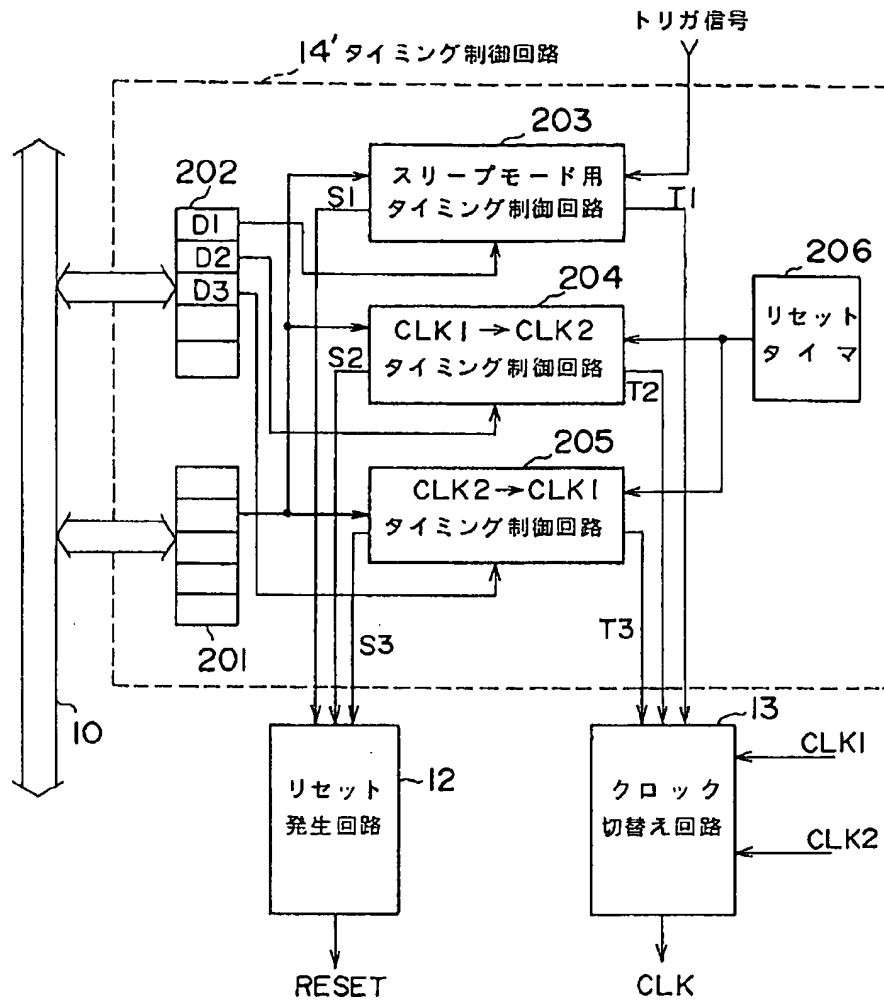 トリガ信号
14'タイミング制御回路
203
スリープモード用
タイミング制御回路
S1
T1
202
D1
D2
D3
206
リセット
タイマ
204
CLK1→CLK2
タイミング制御回路
S2
T2
205
CLK2→CLK1
タイミング制御回路
S3
T3
201
10
12
リセット
発生回路
13
クロック
切替え回路
CLK1
CLK2
RESET
CLK